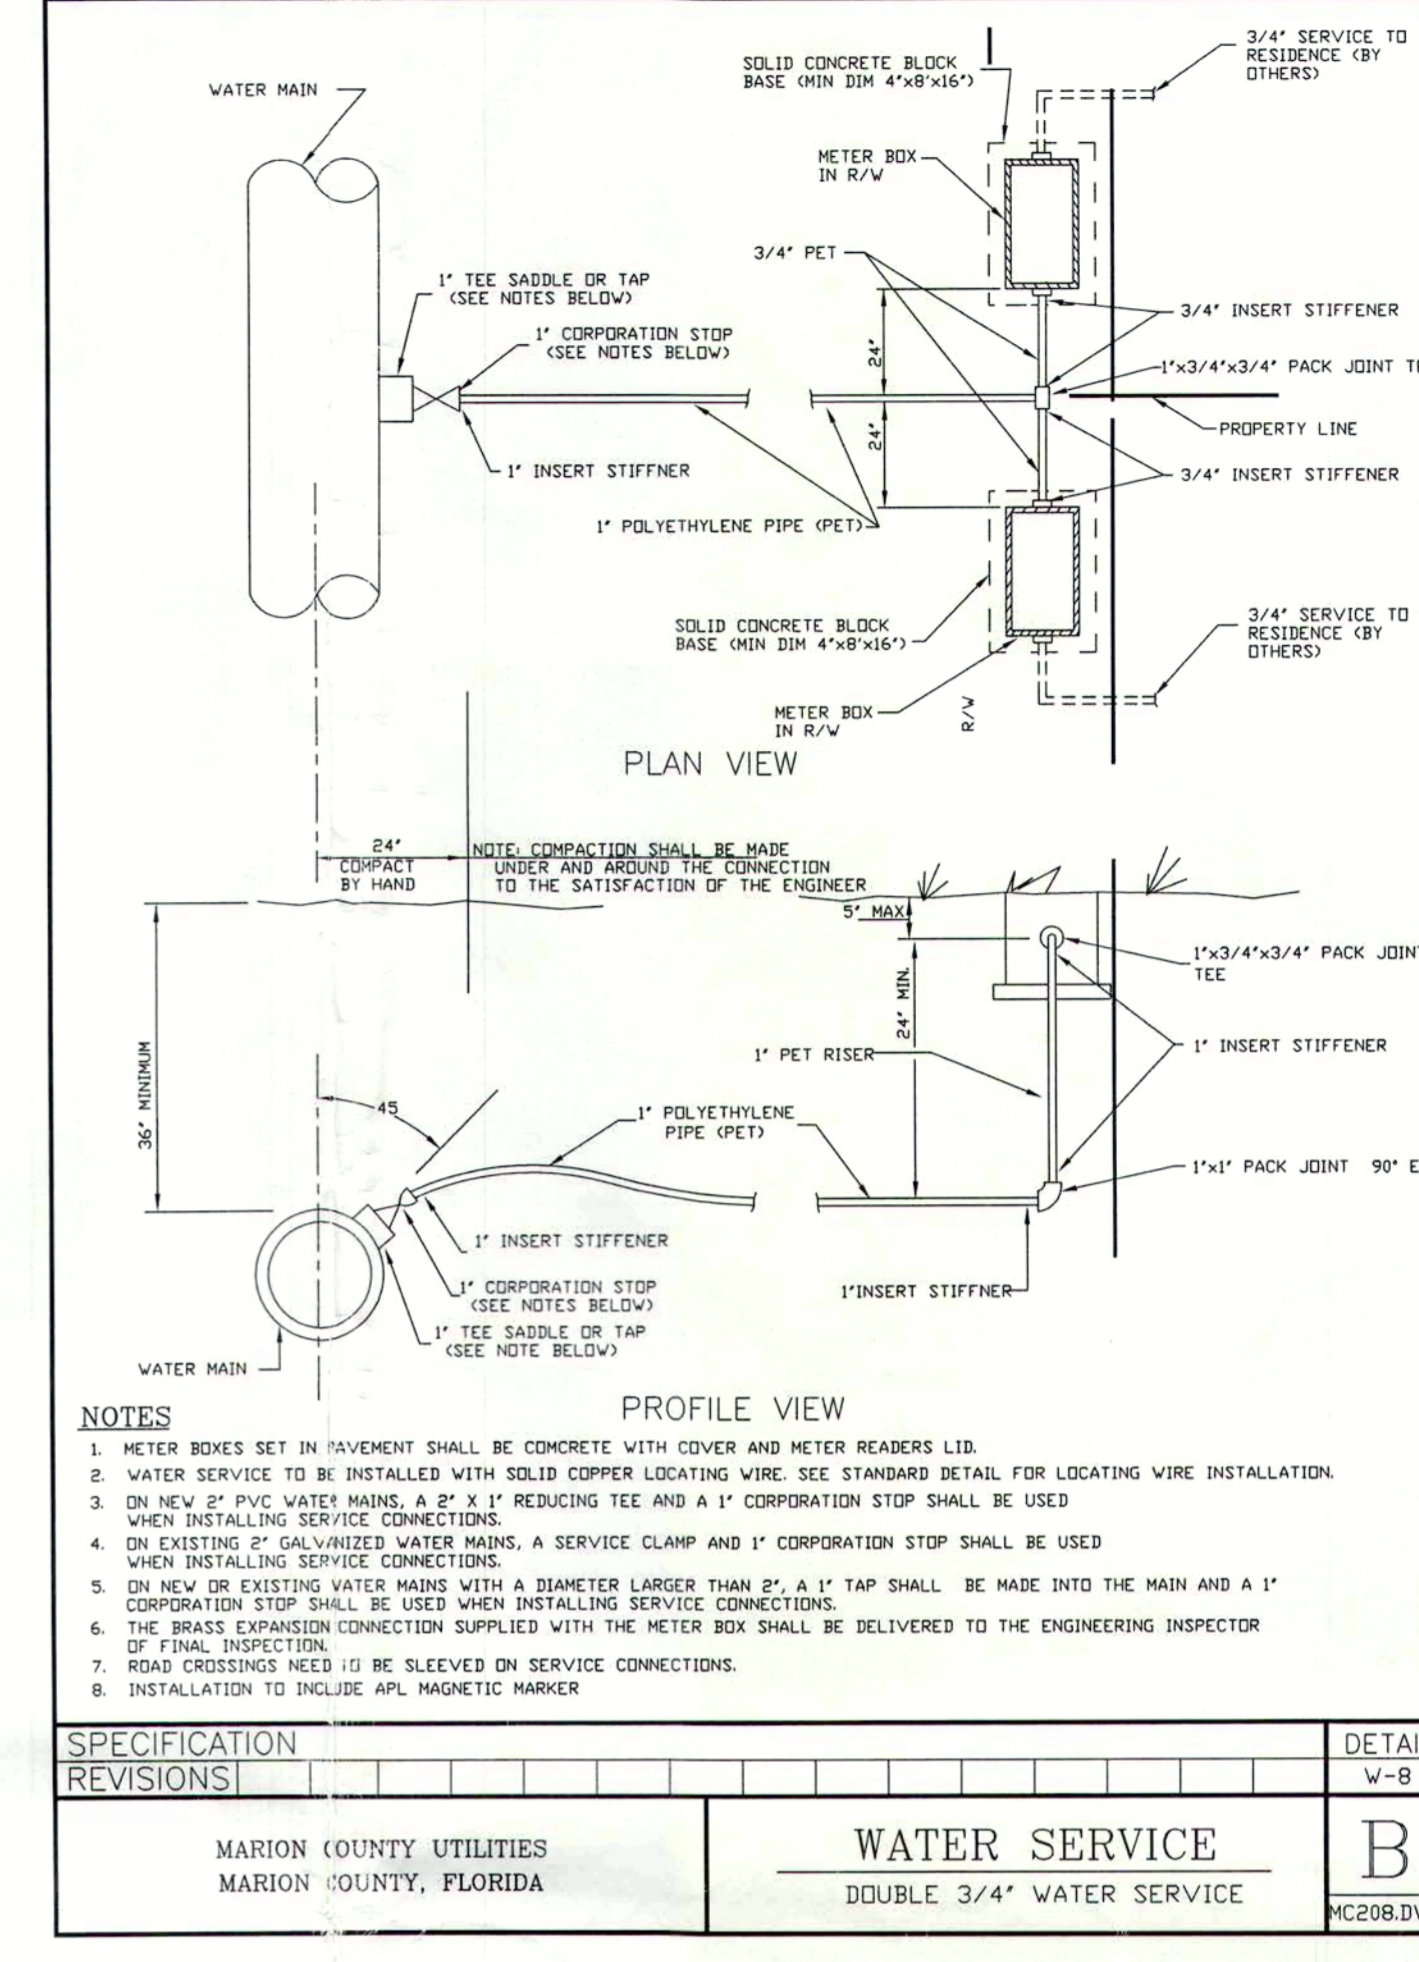 WATER MAIN
SOLID CONCRETE BLOCK
BASE (MIN DIM 4"x8"x16")
3/4" SERVICE TO
RESIDENCE (BY
OTHERS)
METER BOX
IN R/W
3/4" PET
1" TEE SADDLE OR TAP
(SEE NOTES BELOW)
1" CORPORATION STOP
(SEE NOTES BELOW)
24"
3/4" INSERT STIFFENER
1"x3/4"x3/4" PACK JOINT
24"
PROPERTY LINE
1" INSERT STIFFNER
3/4" INSERT STIFFENER
1" POLYETHYLENE PIPE (PET)
SOLID CONCRETE BLOCK
BASE (MIN DIM 4"x8"x16")
3/4" SERVICE TO
RESIDENCE (BY
OTHERS)
METER BOX
IN R/W
R/W
PLAN VIEW
24"
COMPACT
BY HAND
NOTE: COMPACTION SHALL BE MADE
UNDER AND AROUND THE CONNECTION
TO THE SATISFACTION OF THE ENGINEER
5" MAX
1"x3/4"x3/4" PACK JOINT
TEE
24" MIN.
36" MINIMUM
1" PET RISER
1" INSERT STIFFENER
45
1" POLYETHYLENE
PIPE (PET)
1"x1" PACK JOINT 90°
1" INSERT STIFFENER
1" CORPORATION STOP
(SEE NOTES BELOW)
1"INSERT STIFFNER
1" TEE SADDLE OR TAP
(SEE NOTE BELOW)
WATER MAIN
PROFILE VIEW
NOTES
1. METER BOXES SET IN PAVEMENT SHALL BE COMCRETE WITH COVER AND METER READERS LID.
2. WATER SERVICE TO BE INSTALLED WITH SOLID COPPER LOCATING WIRE. SEE STANDARD DETAIL FOR LOCATING WIRE INSTALLATION.
3. ON NEW 2" PVC WATER MAINS, A 2" X 1" REDUCING TEE AND A 1" CORPORATION STOP SHALL BE USED
WHEN INSTALLING SERVICE CONNECTIONS.
4. ON EXISTING 2" GALVANIZED WATER MAINS, A SERVICE CLAMP AND 1" CORPORATION STOP SHALL BE USED
WHEN INSTALLING SERVICE CONNECTIONS.
5. ON NEW OR EXISTING WATER MAINS WITH A DIAMETER LARGER THAN 2", A 1" TAP SHALL BE MADE INTO THE MAIN AND A 1"
CORPORATION STOP SHALL BE USED WHEN INSTALLING SERVICE CONNECTIONS.
6. THE BRASS EXPANSION CONNECTION SUPPLIED WITH THE METER BOX SHALL BE DELIVERED TO THE ENGINEERING INSPECTOR
OF FINAL INSPECTION.
7. ROAD CROSSINGS NEED TO BE SLEEVED ON SERVICE CONNECTIONS.
8. INSTALLATION TO INCLUDE APL MAGNETIC MARKER
SPECIFICATION
REVISIONS
DETAI
W-8
MARION COUNTY UTILITIES
MARION COUNTY, FLORIDA
WATER SERVICE
DOUBLE 3/4" WATER SERVICE
B
MC208.D